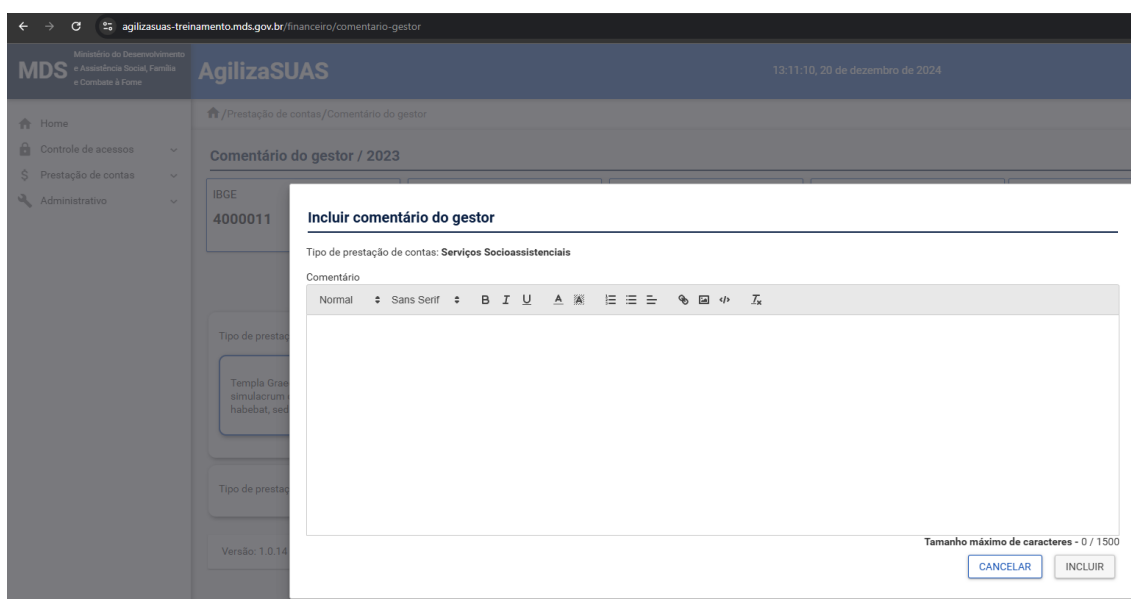 agilizasuas-treinamento.mds.gov.br/financeiro/comentario-gestor
MDS
Ministério do Desenvolvimento
e Assistência Social, Família
e Combate à Fome
AgilizaSUAS
13:11:10, 20 de dezembro de 2024
/Prestação de contas/Comentário do gestor
Home
Controle de acessos
Prestação de contas
Administrativo
Comentário do gestor / 2023
IBGE
4000011
Incluir comentário do gestor
Tipo de prestação de contas: Serviços Socioassistenciais
Comentário
Normal Sans Serif B I U A A
Tipo de
Templa
simulacrum
habebat, sed
Tipo de
Tamanho máximo de caracteres - 0 / 1500
Versão: 1.0.14
CANCELAR INCLUIR